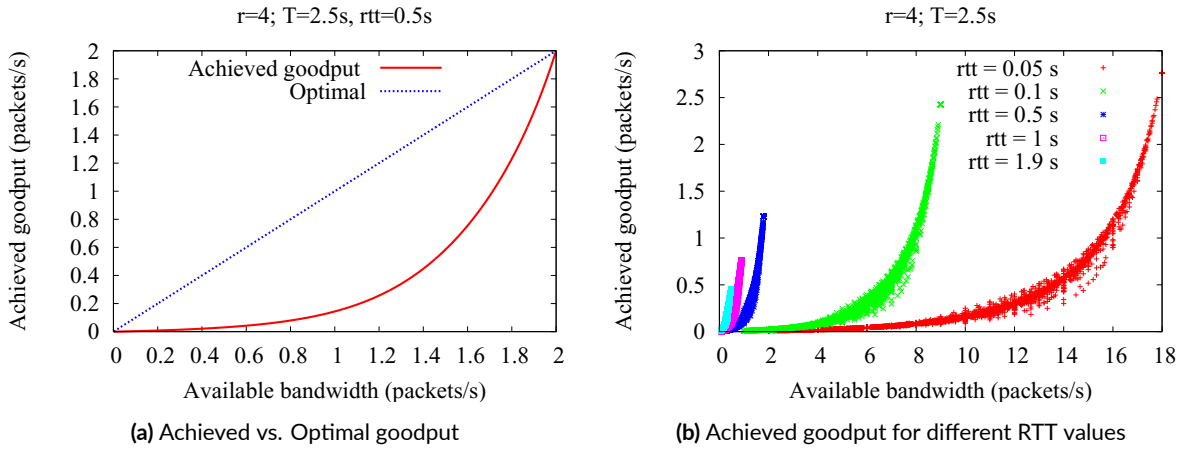 r=4; T=2.5s, rtt=0.5s
Achieved goodput (packets/s)
2
1.8
1.6
1.4
1.2
1
0.8
0.6
0.4
0.2
0
Achieved goodput
Optimal
0 0.2 0.4 0.6 0.8 1 1.2 1.4 1.6 1.8 2
Available bandwidth (packets/s)
(a) Achieved vs. Optimal goodput
r=4; T=2.5s
Achieved goodput (packets/s)
3
2.5
2
1.5
1
0.5
0
rtt = 0.05 s
rtt = 0.1 s
rtt = 0.5 s
rtt = 1 s
rtt = 1.9 s
0 2 4 6 8 10 12 14 16 18
Available bandwidth (packets/s)
(b) Achieved goodput for different RTT values